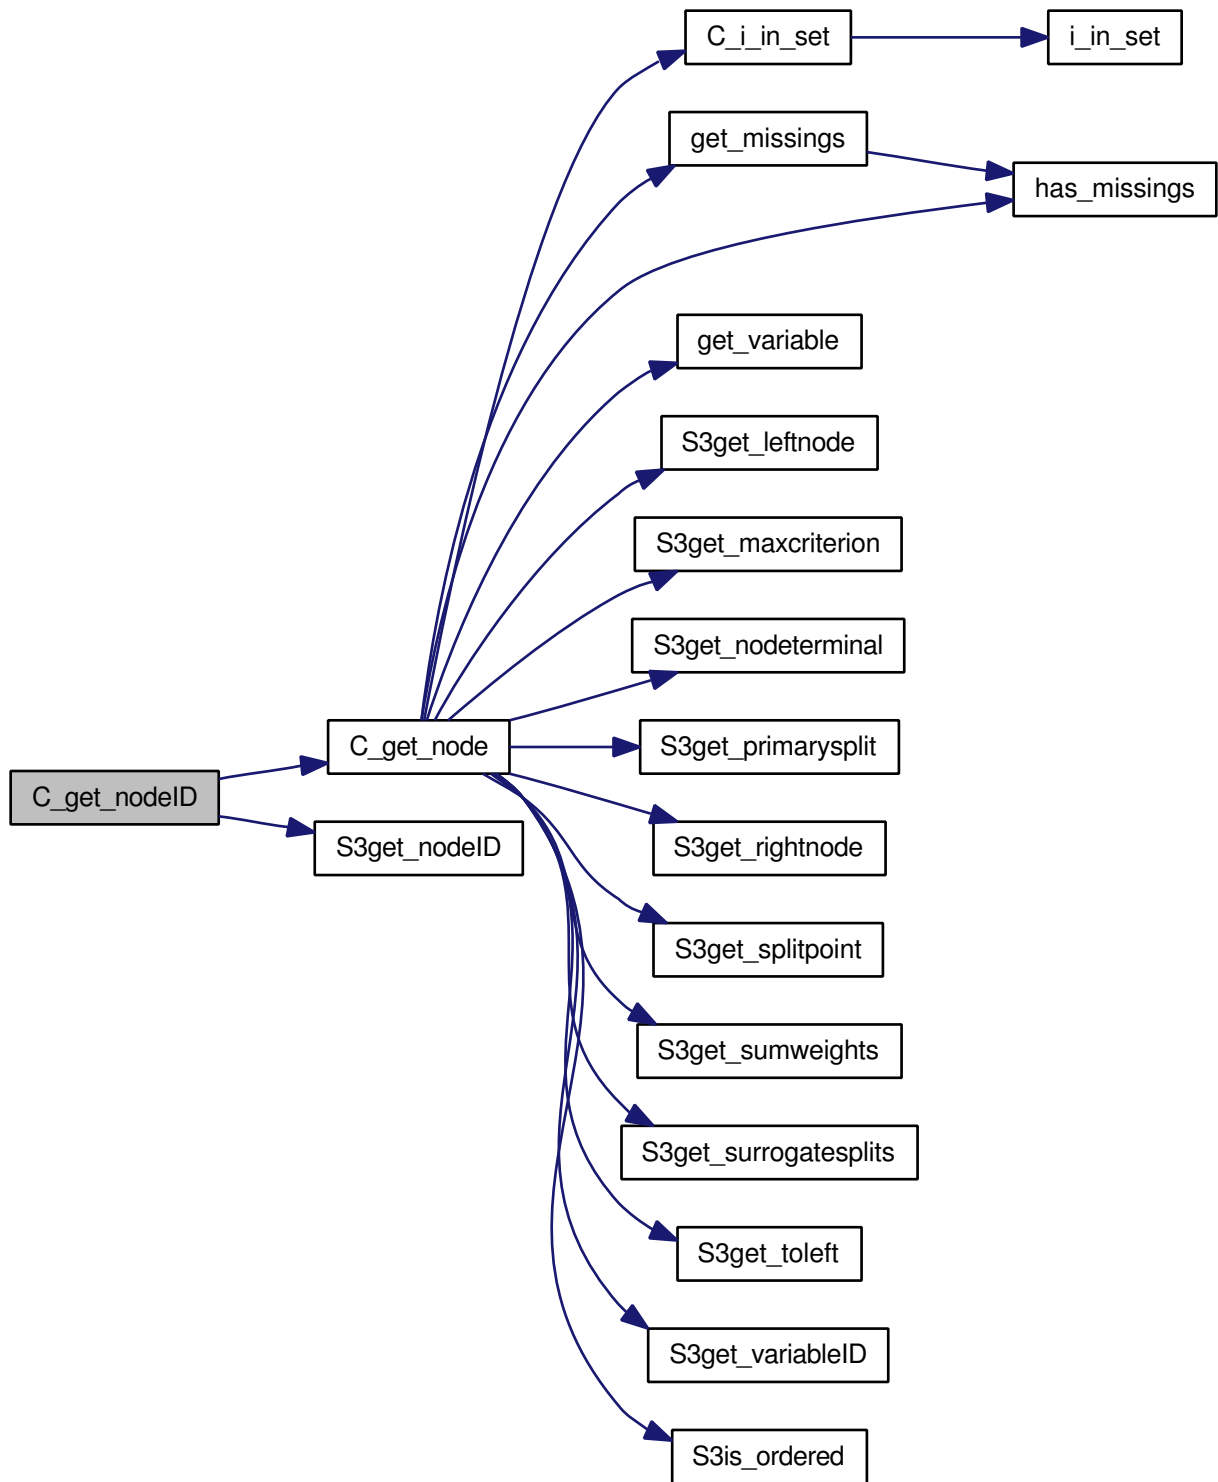 C_i_in_set
i_in_set
get_missings
has_missings
get_variable
S3get_leftnode
S3get_maxcriterion
S3get_nodeterminal
C_get_node
S3get_primarysplit
C_get_nodeID
S3get_nodeID
S3get_rightnode
S3get_splitpoint
S3get_sumweights
S3get_surrogatesplits
S3get_toleft
S3get_variableID
S3is_ordered